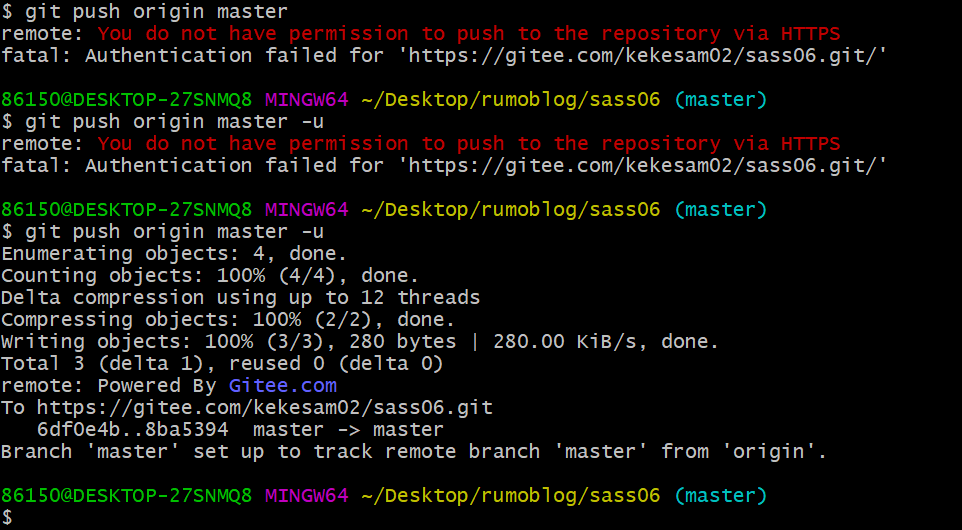 $ git push origin master
remote: You do not have permission to push to the repository via HTTPS
fatal: Authentication failed for 'https://gitee.com/kekesam02/sass06.git/'
86150@DESKTOP-27SNMQ8 MINGW64 ~/Desktop/rumoblog/sass06 (master)
$ git push origin master -u
remote: You do not have permission to push to the repository via HTTPS
fatal: Authentication failed for 'https://gitee.com/kekesam02/sass06.git/'
86150@DESKTOP-27SNMQ8 MINGW64 ~/Desktop/rumoblog/sass06 (master)
$ git push origin master -u
Enumerating objects: 4, done.
Counting objects: 100% (4/4), done.
Delta compression using up to 12 threads
Compressing objects: 100% (2/2), done.
Writing objects: 100% (3/3), 280 bytes | 280.00 KiB/s, done.
Total 3 (delta 1), reused 0 (delta 0)
remote: Powered By Gitee.com
To https://gitee.com/kekesam02/sass06.git
   6df0e4b..8ba5394  master -> master
Branch 'master' set up to track remote branch 'master' from 'origin'.
86150@DESKTOP-27SNMQ8 MINGW64 ~/Desktop/rumoblog/sass06 (master)
$